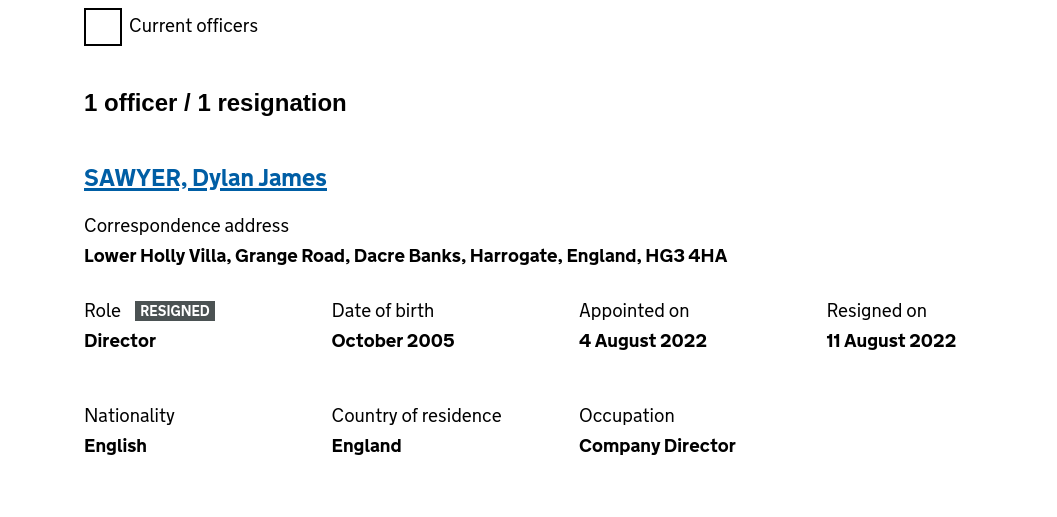 Current officers
1 officer / 1 resignation
SAWYER, Dylan James
Correspondence address
Lower Holly Villa, Grange Road, Dacre Banks, Harrogate, England, HG3 4HA
Role RESIGNED Date of birth Appointed on Resigned on
Director October 2005 4 August 2022 11 August 2022
Nationality Country of residence Occupation
English England Company Director